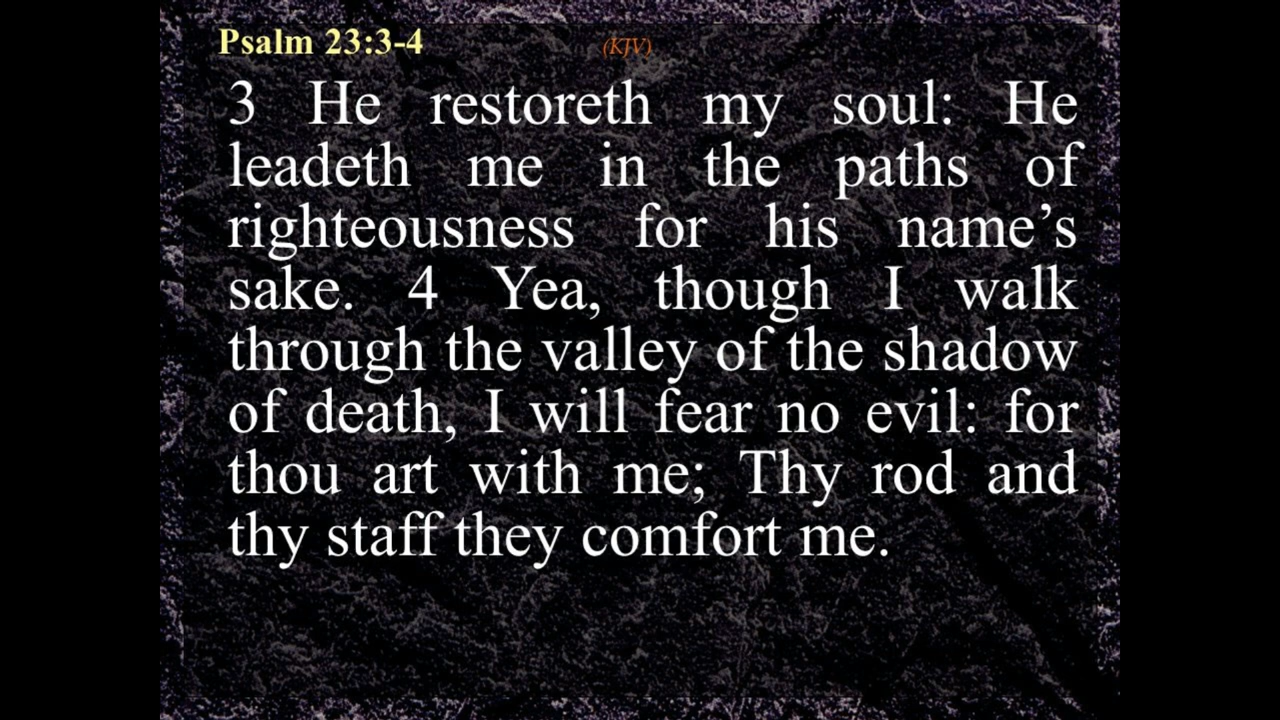 Psalm 23:3-4 (KJV)
3 He restoreth my soul: He
leadeth me in the paths of
righteousness for his name’s
sake. 4 Yea, though I walk
through the valley of the shadow
of death, I will fear no evil: for
thou art with me; Thy rod and
thy staff they comfort me.